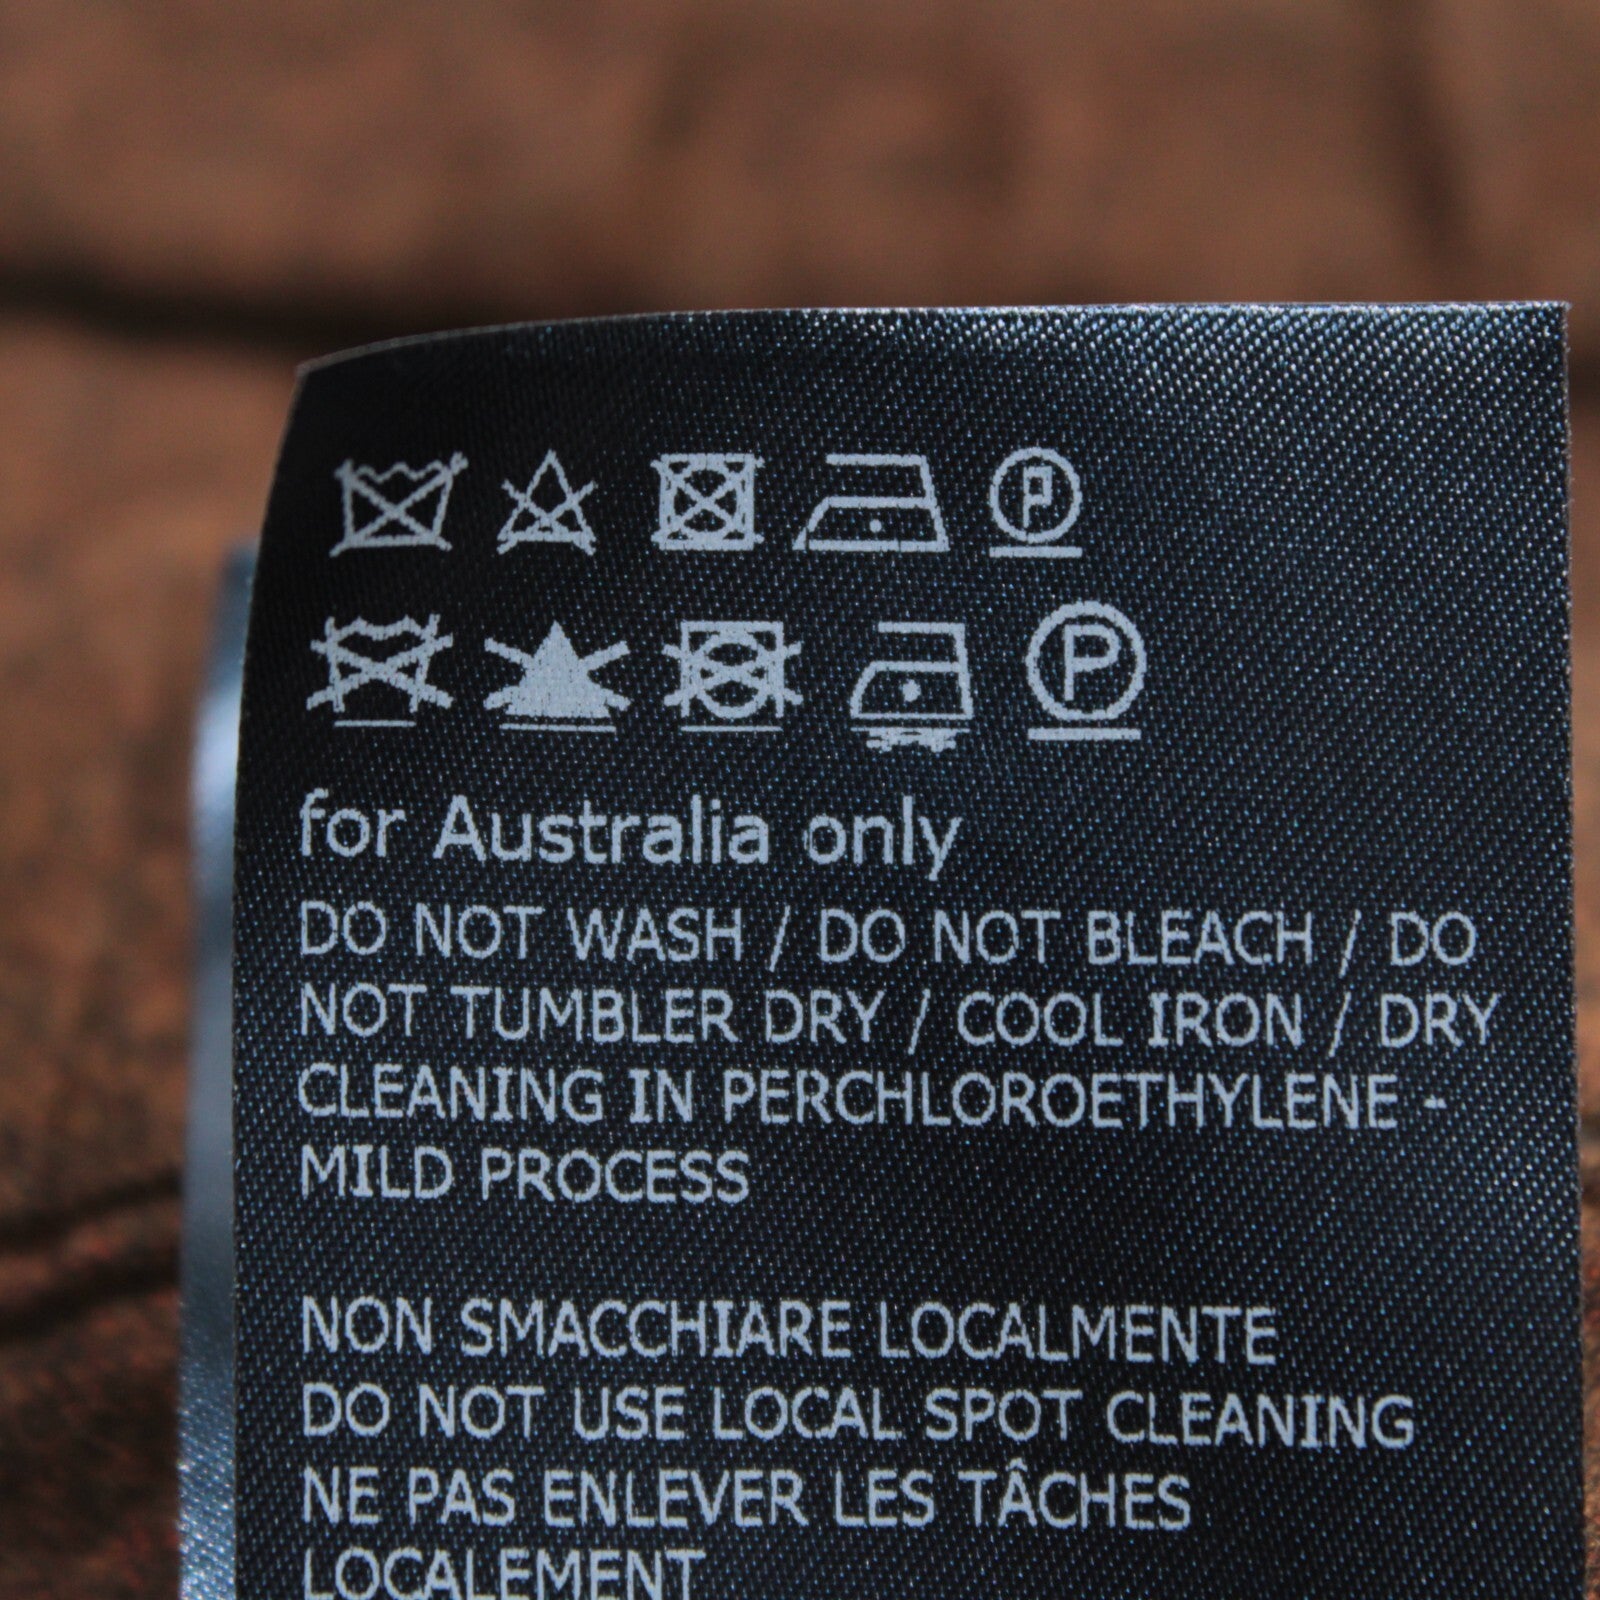 P
P
for Australia only
DO NOT WASH / DO NOT BLEACH / DO
NOT TUMBLER DRY / COOL IRON / DRY
CLEANING IN PERCHLOROETHYLENE -
MILD PROCESS
NON SMACCHIARE LOCALMENTE
DO NOT USE LOCAL SPOT CLEANING
NE PAS ENLEVER LES TÂCHES
LOCALEMENT